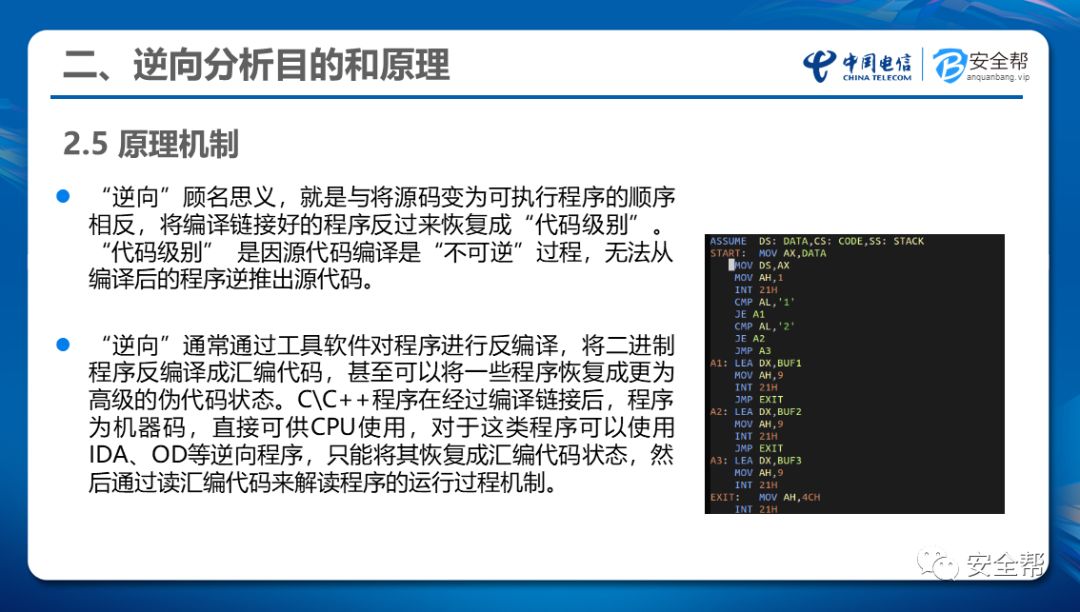 二、逆向分析目的和原理
中国电信
CHINA TELECOM
安全帮
anquanbang.vip
2.5 原理机制
“逆向”顾名思义，就是与将源码变为可执行程序的顺序
相反，将编译链接好的程序反过来恢复成“代码级别”。
“代码级别” 是因源代码编译是“不可逆”过程，无法从
编译后的程序逆推出源代码。
“逆向”通常通过工具软件对程序进行反编译，将二进制
程序反编译成汇编代码，甚至可以将一些程序恢复成更为
高级的伪代码状态。C\C++程序在经过编译链接后，程序
为机器码，直接可供CPU使用，对于这类程序可以使用
IDA、OD等逆向程序，只能将其恢复成汇编代码状态，然
后通过读汇编代码来解读程序的运行过程机制。
ASSUME DS: DATA,CS: CODE,SS: STACK
START: MOV AX,DATA
MOV DS,AX
MOV AH,1
INT 21H
CMP AL,'1'
JE A1
CMP AL,'2'
JE A2
JMP A3
A1: LEA DX,BUF1
MOV AH,9
INT 21H
JMP EXIT
A2: LEA DX,BUF2
MOV AH,9
INT 21H
JMP EXIT
A3: LEA DX,BUF3
MOV AH,9
INT 21H
EXIT: MOV AH,4CH
INT 21H
安全帮